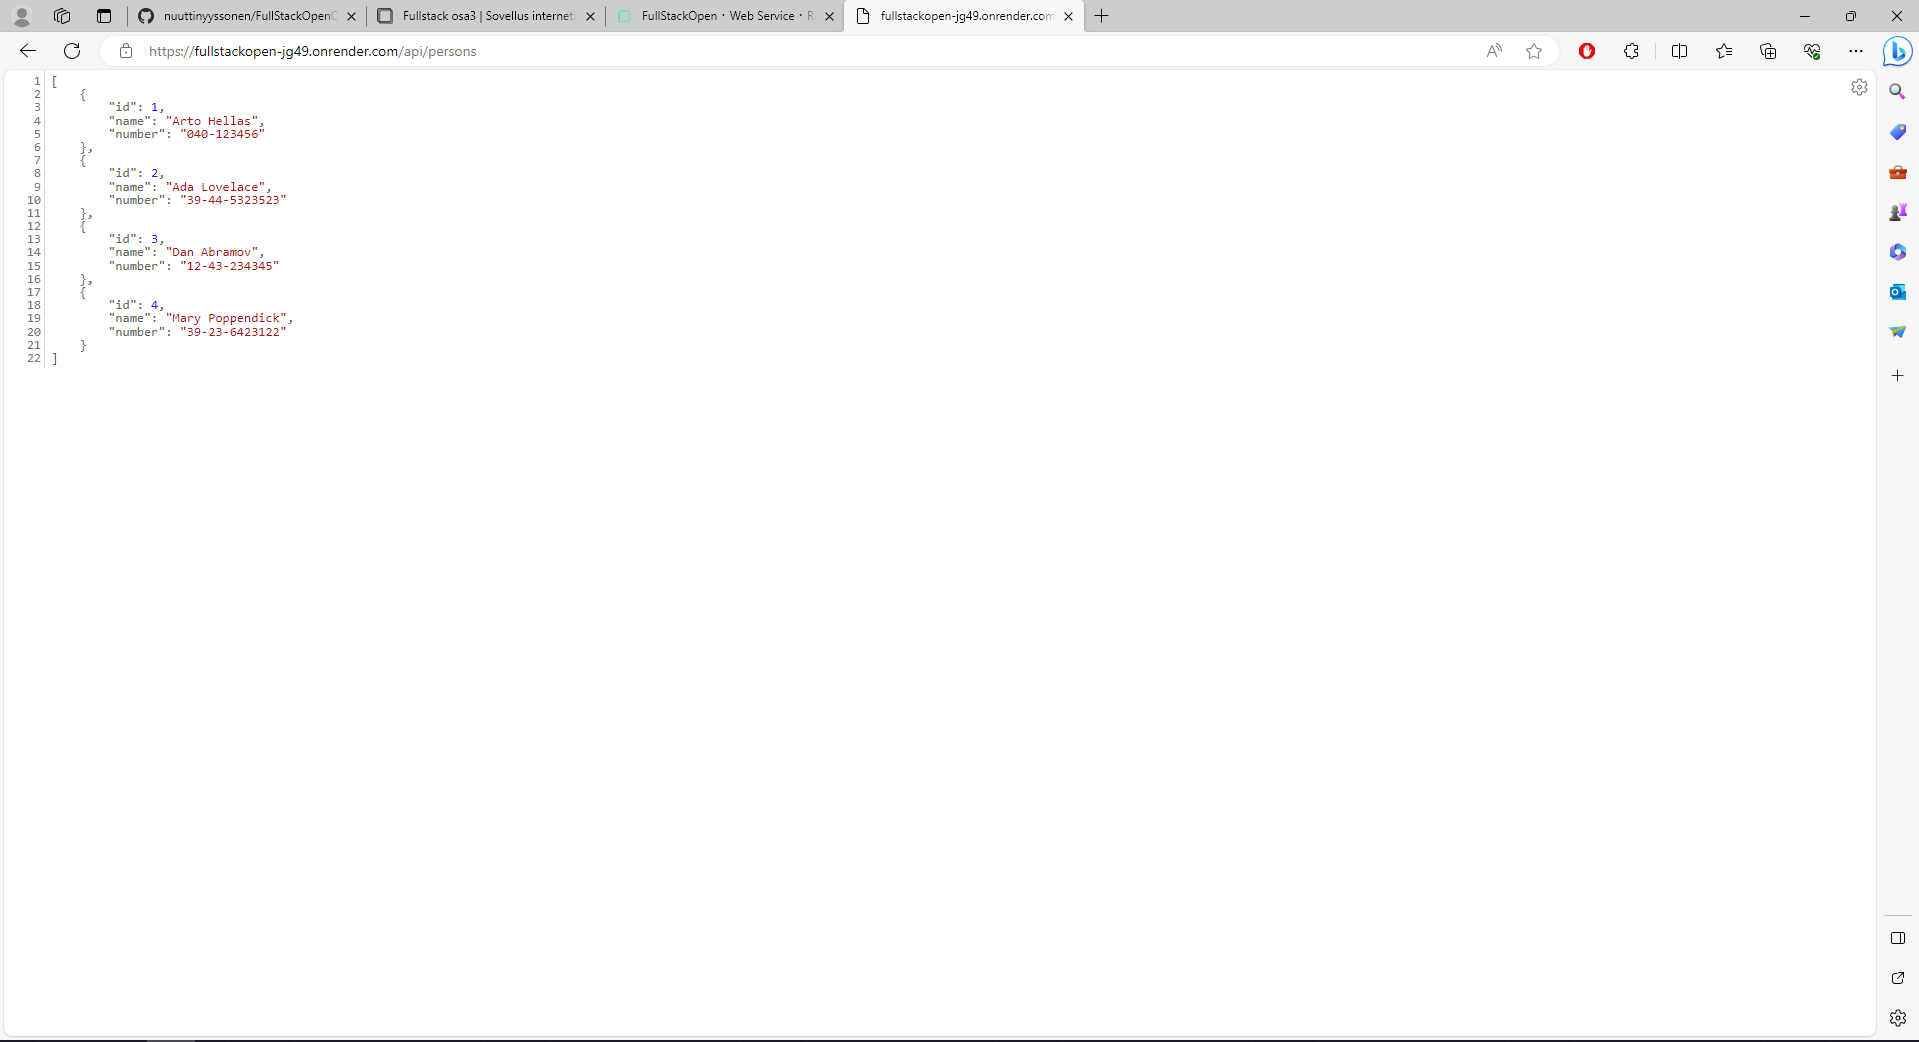 nuuttinyyssonen/FullStackOpen
Fullstack osa3 | Sovellus interneti
FullStackOpen · Web Service · R
fullstackopen-jg49.onrender.com
https://fullstackopen-jg49.onrender.com/api/persons
1 [
2 {
3 "id": 1,
4 "name": "Arto Hellas",
5 "number": "040-123456"
6 },
7 {
8 "id": 2,
9 "name": "Ada Lovelace",
10 "number": "39-44-5323523"
11 },
12 {
13 "id": 3,
14 "name": "Dan Abramov",
15 "number": "12-43-234345"
16 },
17 {
18 "id": 4,
19 "name": "Mary Poppendick",
20 "number": "39-23-6423122"
21 }
22 ]